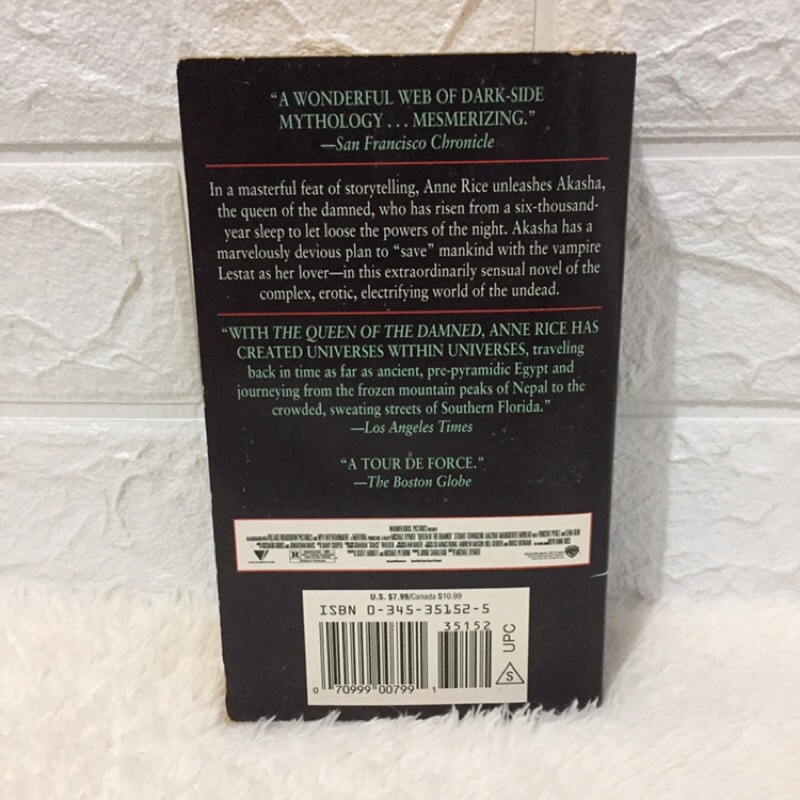 “A WONDERFUL WEB OF DARK-SIDE
MYTHOLOGY . . . MESMERIZING.”
—San Francisco Chronicle
In a masterful feat of storytelling, Anne Rice unleashes Akasha,
the queen of the damned, who has risen from a six-thousand-
year sleep to let loose the powers of the night. Akasha has a
marvelously devious plan to “save” mankind with the vampire
Lestat as her lover—in this extraordinarily sensual novel of the
complex, erotic, electrifying world of the undead.
“WITH THE QUEEN OF THE DAMNED, ANNE RICE HAS
CREATED UNIVERSES WITHIN UNIVERSES, traveling
back in time as far as ancient, pre-pyramidic Egypt and
journeying from the frozen mountain peaks of Nepal to the
crowded, sweating streets of Southern Florida.”
—Los Angeles Times
“A TOUR DE FORCE.”
—The Boston Globe
WARNER BROS. PICTURES
R
U.S. $7.99/Canada $10.99
ISBN 0-345-35152-5
35152
UPC
S
0 70999 00799 1